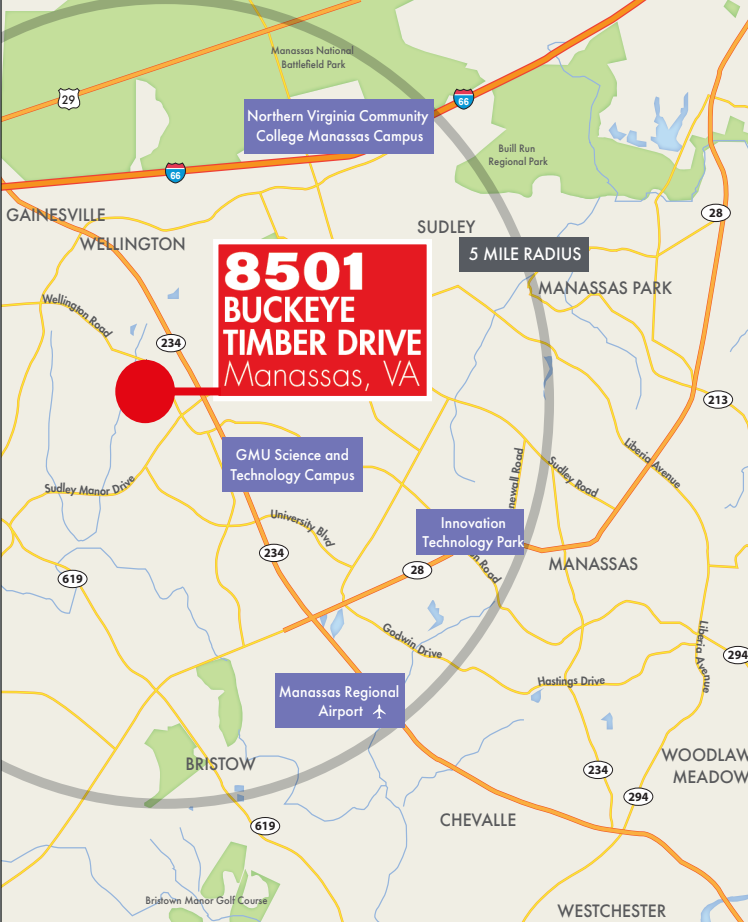 Manassas National
Battlefield Park
29
66
Northern Virginia Community
College Manassas Campus
Buill Run
Regional Park
66
GAINESVILLE
WELLINGTON
SUDLEY
28
5 MILE RADIUS
MANASSAS PARK
8501
BUCKEYE
TIMBER DRIVE
Manassas, VA
Wellington Road
234
213
GMU Science and
Technology Campus
Liberia Avenue
Sudley Road
newall Road
Sudley Manor Drive
University Blvd
Innovation
Technology Park
234
28
n Road
MANASSAS
619
Godwin Drive
Liberia Avenue
294
Hastings Drive
Manassas Regional
Airport
BRISTOW
WOODLAW
MEADOW
234
294
619
CHEVALLE
Bristown Manor Golf Course
WESTCHESTER